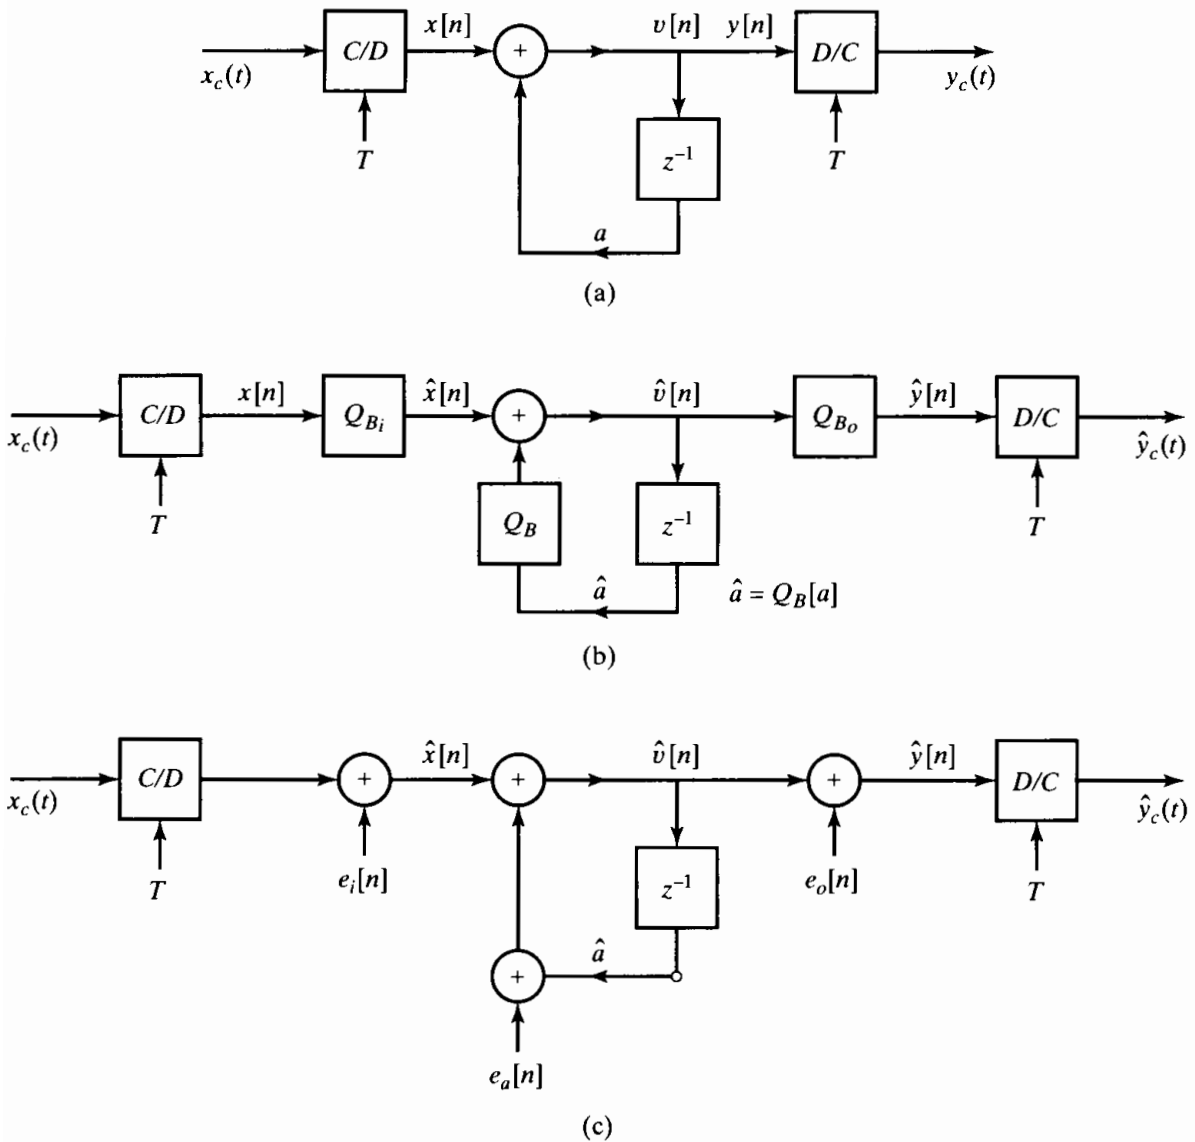 x[n] v[n] y[n]
C/D + D/C
x_c(t) y_c(t)
T z⁻¹ T
a
(a)
x[n] x̂[n] v̂[n] ŷ[n]
C/D Q_{B_i} + Q_{B_o} D/C
x_c(t) ŷ_c(t)
T Q_B z⁻¹ T
â â = Q_B[a]
(b)
x̂[n] v̂[n] ŷ[n]
C/D + + + D/C
x_c(t) ŷ_c(t)
T e_i[n] z⁻¹ e_o[n] T
â
+
e_a[n]
(c)